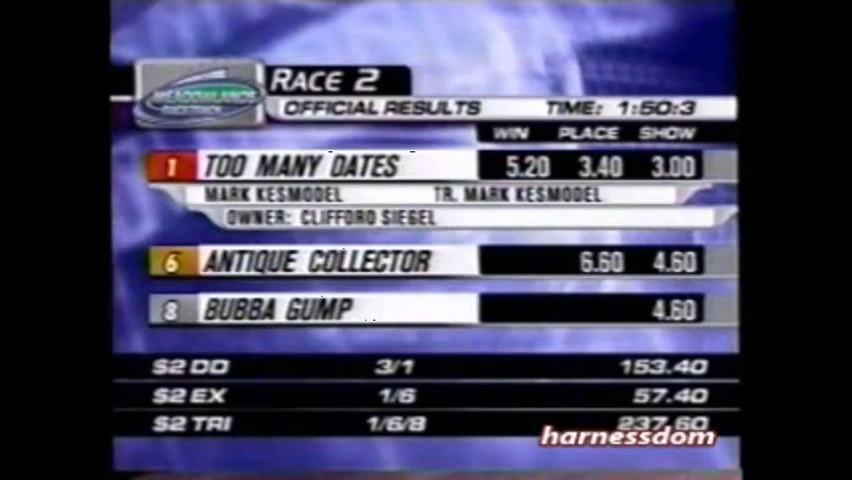 MEADOWLANDS
RACE 2
OFFICIAL RESULTS TIME: 1:50:3
WIN PLACE SHOW
1 TOO MANY DATES 5.20 3.40 3.00
MARK KESMODEL TR. MARK KESMODEL
OWNER: CLIFFORD SIEGEL
6 ANTIQUE COLLECTOR 6.60 4.60
8 BUBBA GUMP 4.60
$2 DD 3/1 153.40
$2 EX 1/6 57.40
$2 TRI 1/6/8 237.60
harnessdom